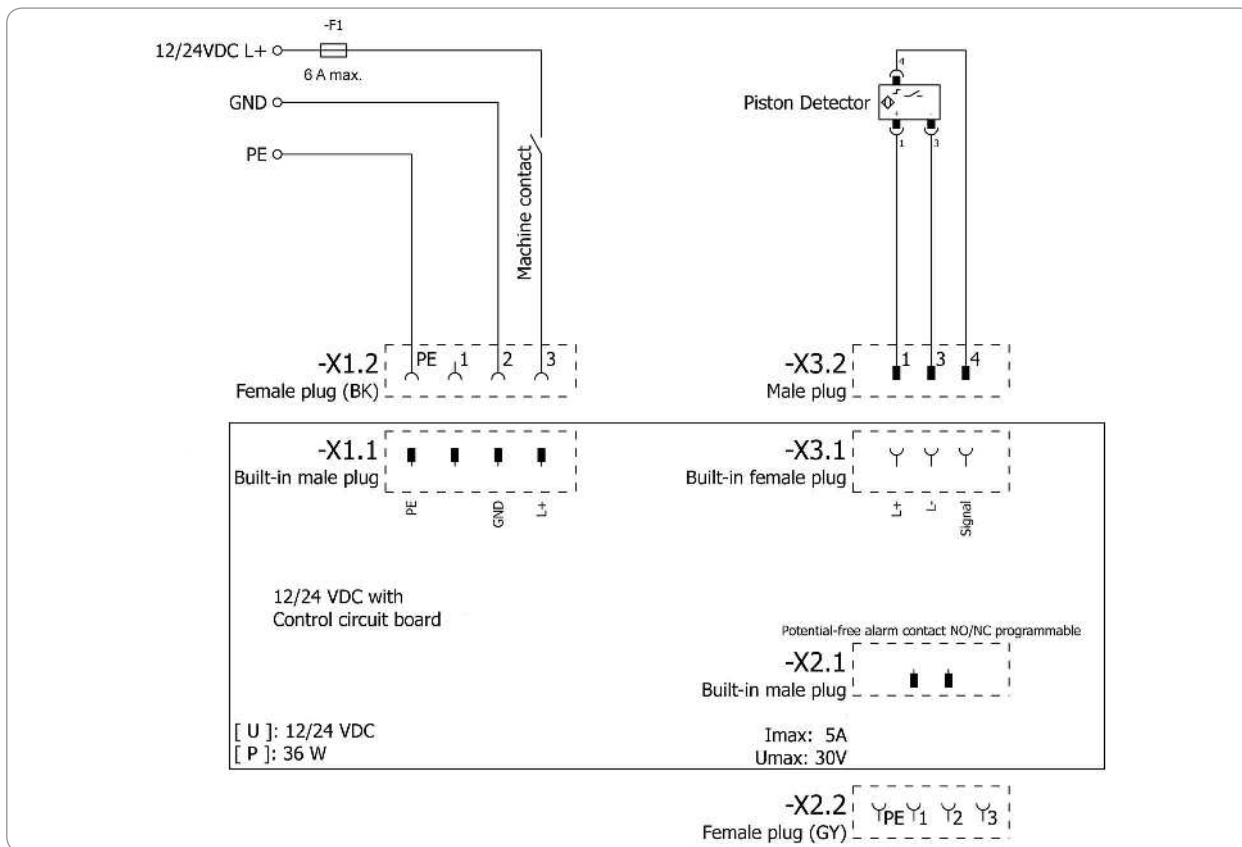 -F1
12/24VDC L+
6 A max.
GND
PE
Machine contact
4
Piston Detector
+ -
1 3
-X1.2 PE 1 2 3
Female plug (BK)
-X3.2 1 3 4
Male plug
-X1.1
Built-in male plug
PE GND L+
-X3.1
Built-in female plug
L+ L- Signal
12/24 VDC with
Control circuit board
Potential-free alarm contact NO/NC programmable
-X2.1
Built-in male plug
[ U ]: 12/24 VDC
[ P ]: 36 W
Imax: 5A
Umax: 30V
-X2.2 PE 1 2 3
Female plug (GY)